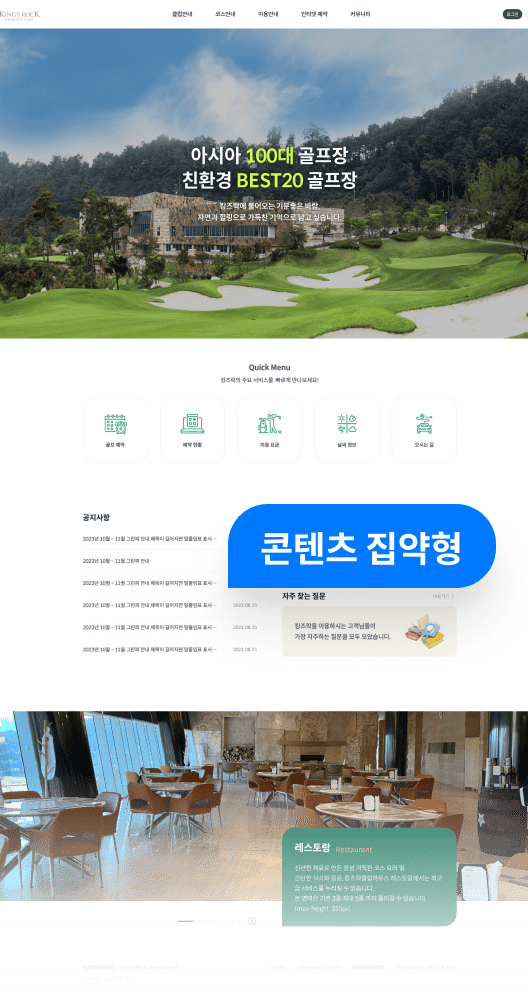 KING'S ROCK
COUNTRY CLUB
클럽안내
코스안내
이용안내
인터넷 예약
커뮤니티
로그인
아시아 100대 골프장
친환경 BEST20 골프장
킹즈락에 불어오는 기분좋은 바람,
자연과 힐링으로 가득찬 기억으로 남고 싶습니다.
Quick Menu
킹즈락의 주요 서비스를 빠르게 만나보세요!
골프 예약
예약 현황
이용 요금
날씨 정보
오시는 길
공지사항
2023년 10월 ~ 11월 그린피 안내 제목이 길어지면 말줄임표 표시…
2023년 10월 ~ 11월 그린피 안내
2023년 10월 ~ 11월 그린피 안내 제목이 길어지면 말줄임표 표시…
2023년 10월 ~ 11월 그린피 안내 제목이 길어지면 말줄임표 표시…
2023. 08. 31
2023년 10월 ~ 11월 그린피 안내 제목이 길어지면 말줄임표 표시…
2023. 08. 31
2023년 10월 ~ 11월 그린피 안내 제목이 길어지면 말줄임표 표시…
2023. 08. 31
콘텐츠 집약형
자주 찾는 질문
바로가기
킹즈락을 이용하시는 고객님들이
가장 자주하는 질문을 모두 모았습니다.
레스토랑 Restaurant
신선한 재료로 만든 정성 가득한 코스 요리 및
간단한 식사와 음료, 킹즈락클럽하우스 레스토랑에서는 최고
급 서비스를 누리실 수 있습니다.
본 영역은 기본 3줄 최대 5줄 까지 들어갈 수 있습니다.
(max-height :350px)